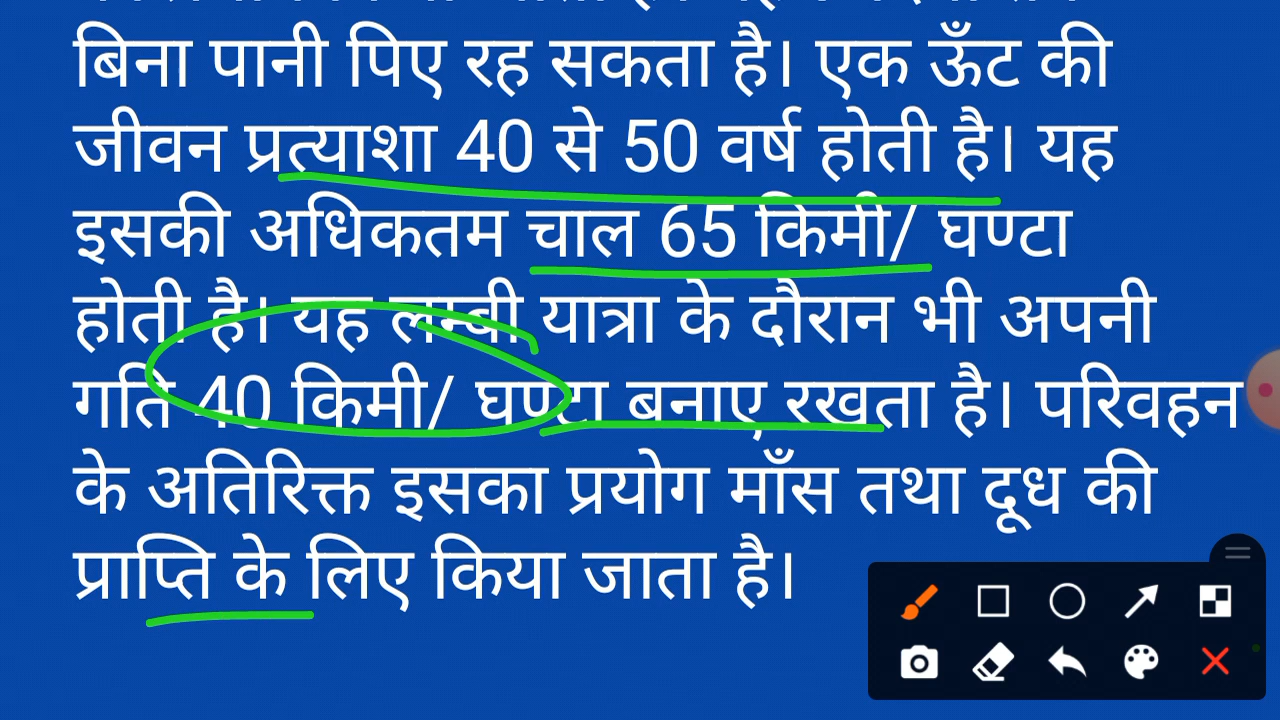 बिना पानी पिए रह सकता है। एक ऊँट की
जीवन प्रत्याशा 40 से 50 वर्ष होती है। यह
इसकी अधिकतम चाल 65 किमी/ घण्टा
होती है। यह लम्बी यात्रा के दौरान भी अपनी
गति 40 किमी/ घण्टा बनाए रखता है। परिवहन
के अतिरिक्त इसका प्रयोग माँस तथा दूध की
प्राप्ति के लिए किया जाता है।